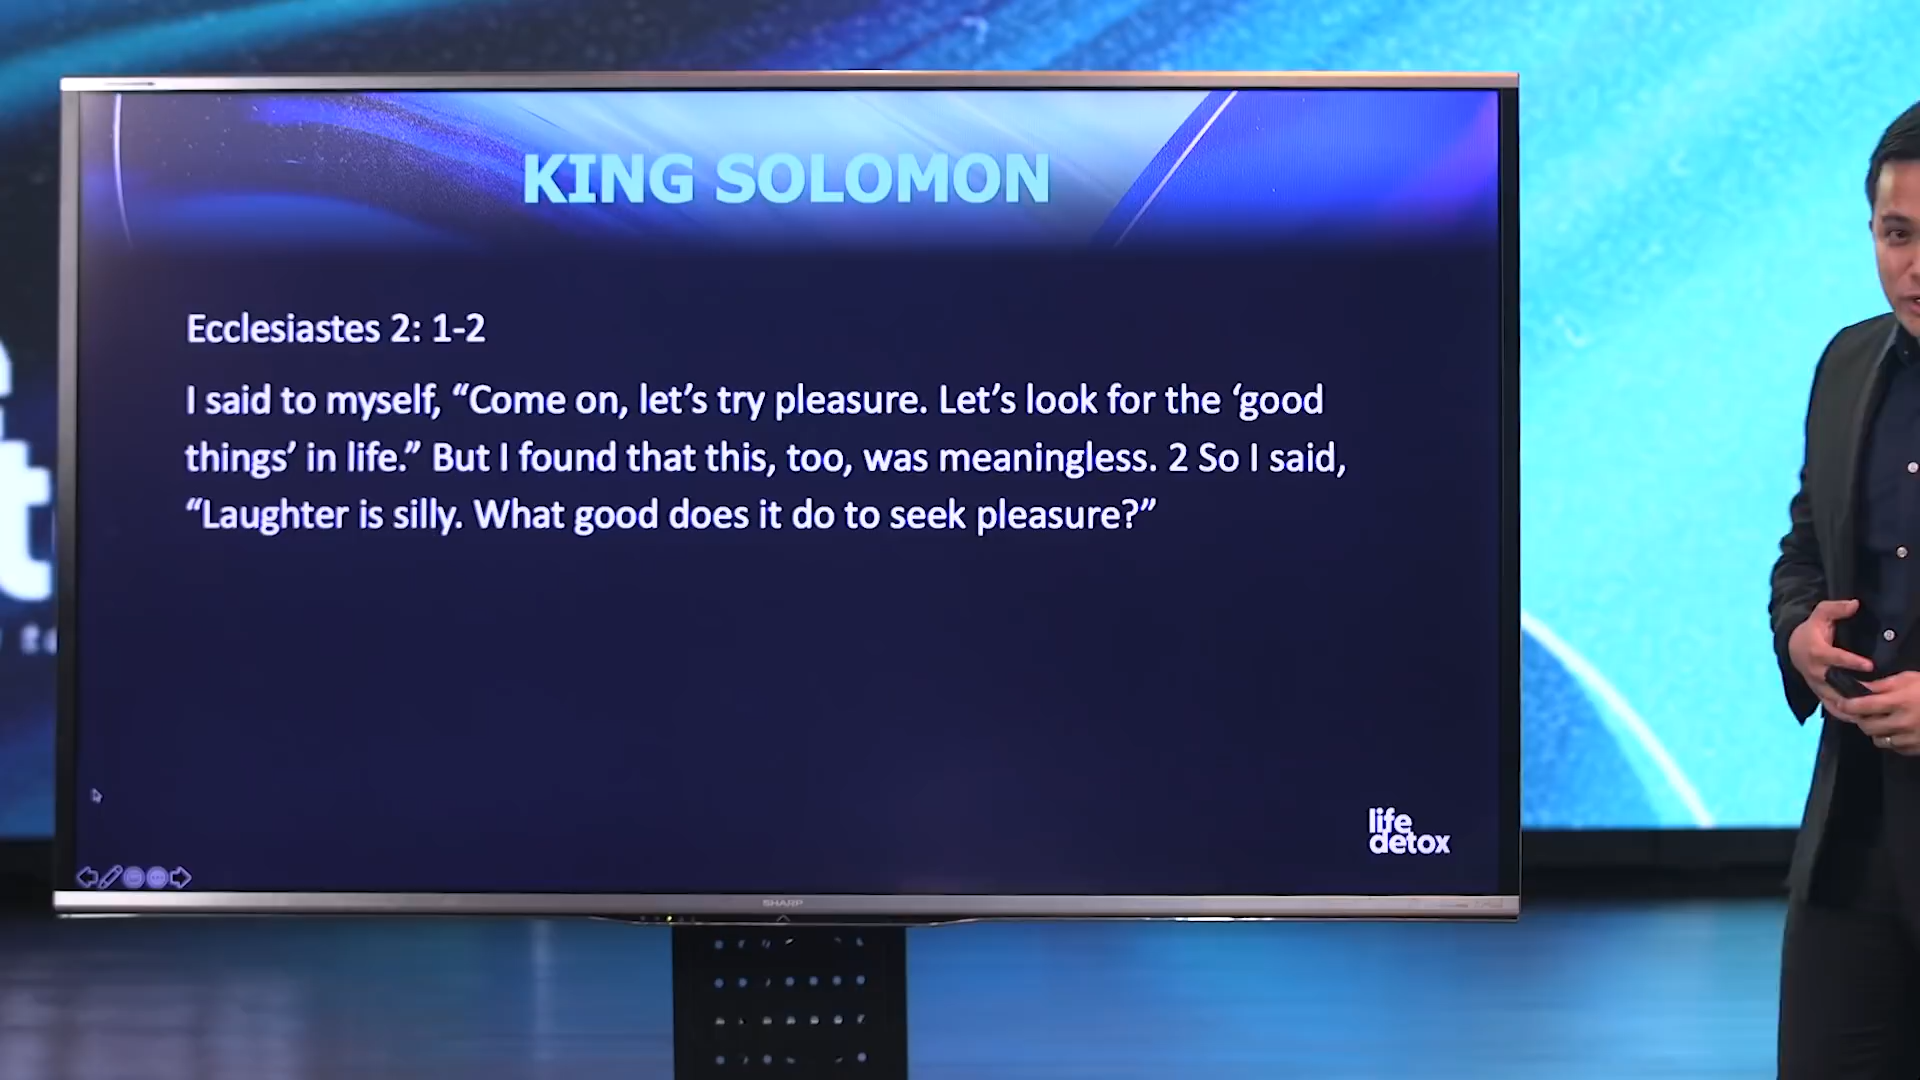 KING SOLOMON
Ecclesiastes 2: 1-2
I said to myself, “Come on, let’s try pleasure. Let’s look for the ‘good
things’ in life.” But I found that this, too, was meaningless. 2 So I said,
“Laughter is silly. What good does it do to seek pleasure?”
life
detox
SHARP